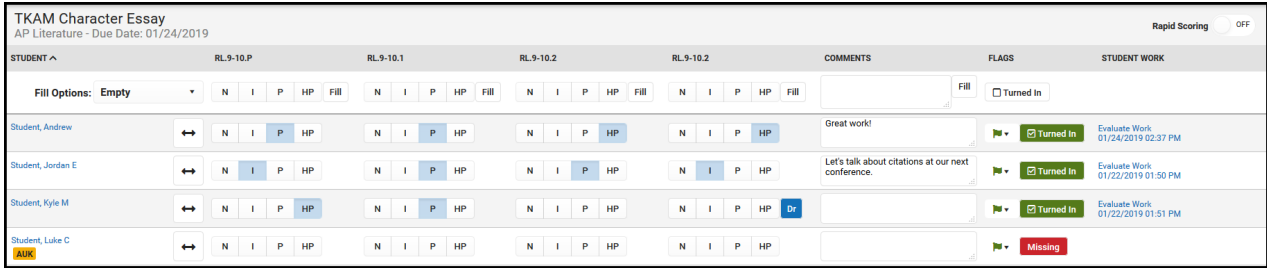 TKAM Character Essay
AP Literature - Due Date: 01/24/2019
Rapid Scoring OFF
STUDENT RL.9-10.P RL.9-10.1 RL.9-10.2 RL.9-10.2 COMMENTS FLAGS STUDENT WORK
Fill Options: Empty N I P HP Fill N I P HP Fill N I P HP Fill N I P HP Fill Fill Turned In
Student, Andrew N I P HP N I P HP N I P HP N I P HP Great work! Turned In Evaluate Work
01/24/2019 02:37 PM
Student, Jordan E N I P HP N I P HP N I P HP N I P HP Let's talk about citations at our next Turned In Evaluate Work
conference. 01/22/2019 01:50 PM
Student, Kyle M N I P HP N I P HP N I P HP N I P HP Dr Turned In Evaluate Work
01/22/2019 01:51 PM
Student, Luke C N I P HP N I P HP N I P HP N I P HP Missing
AUK